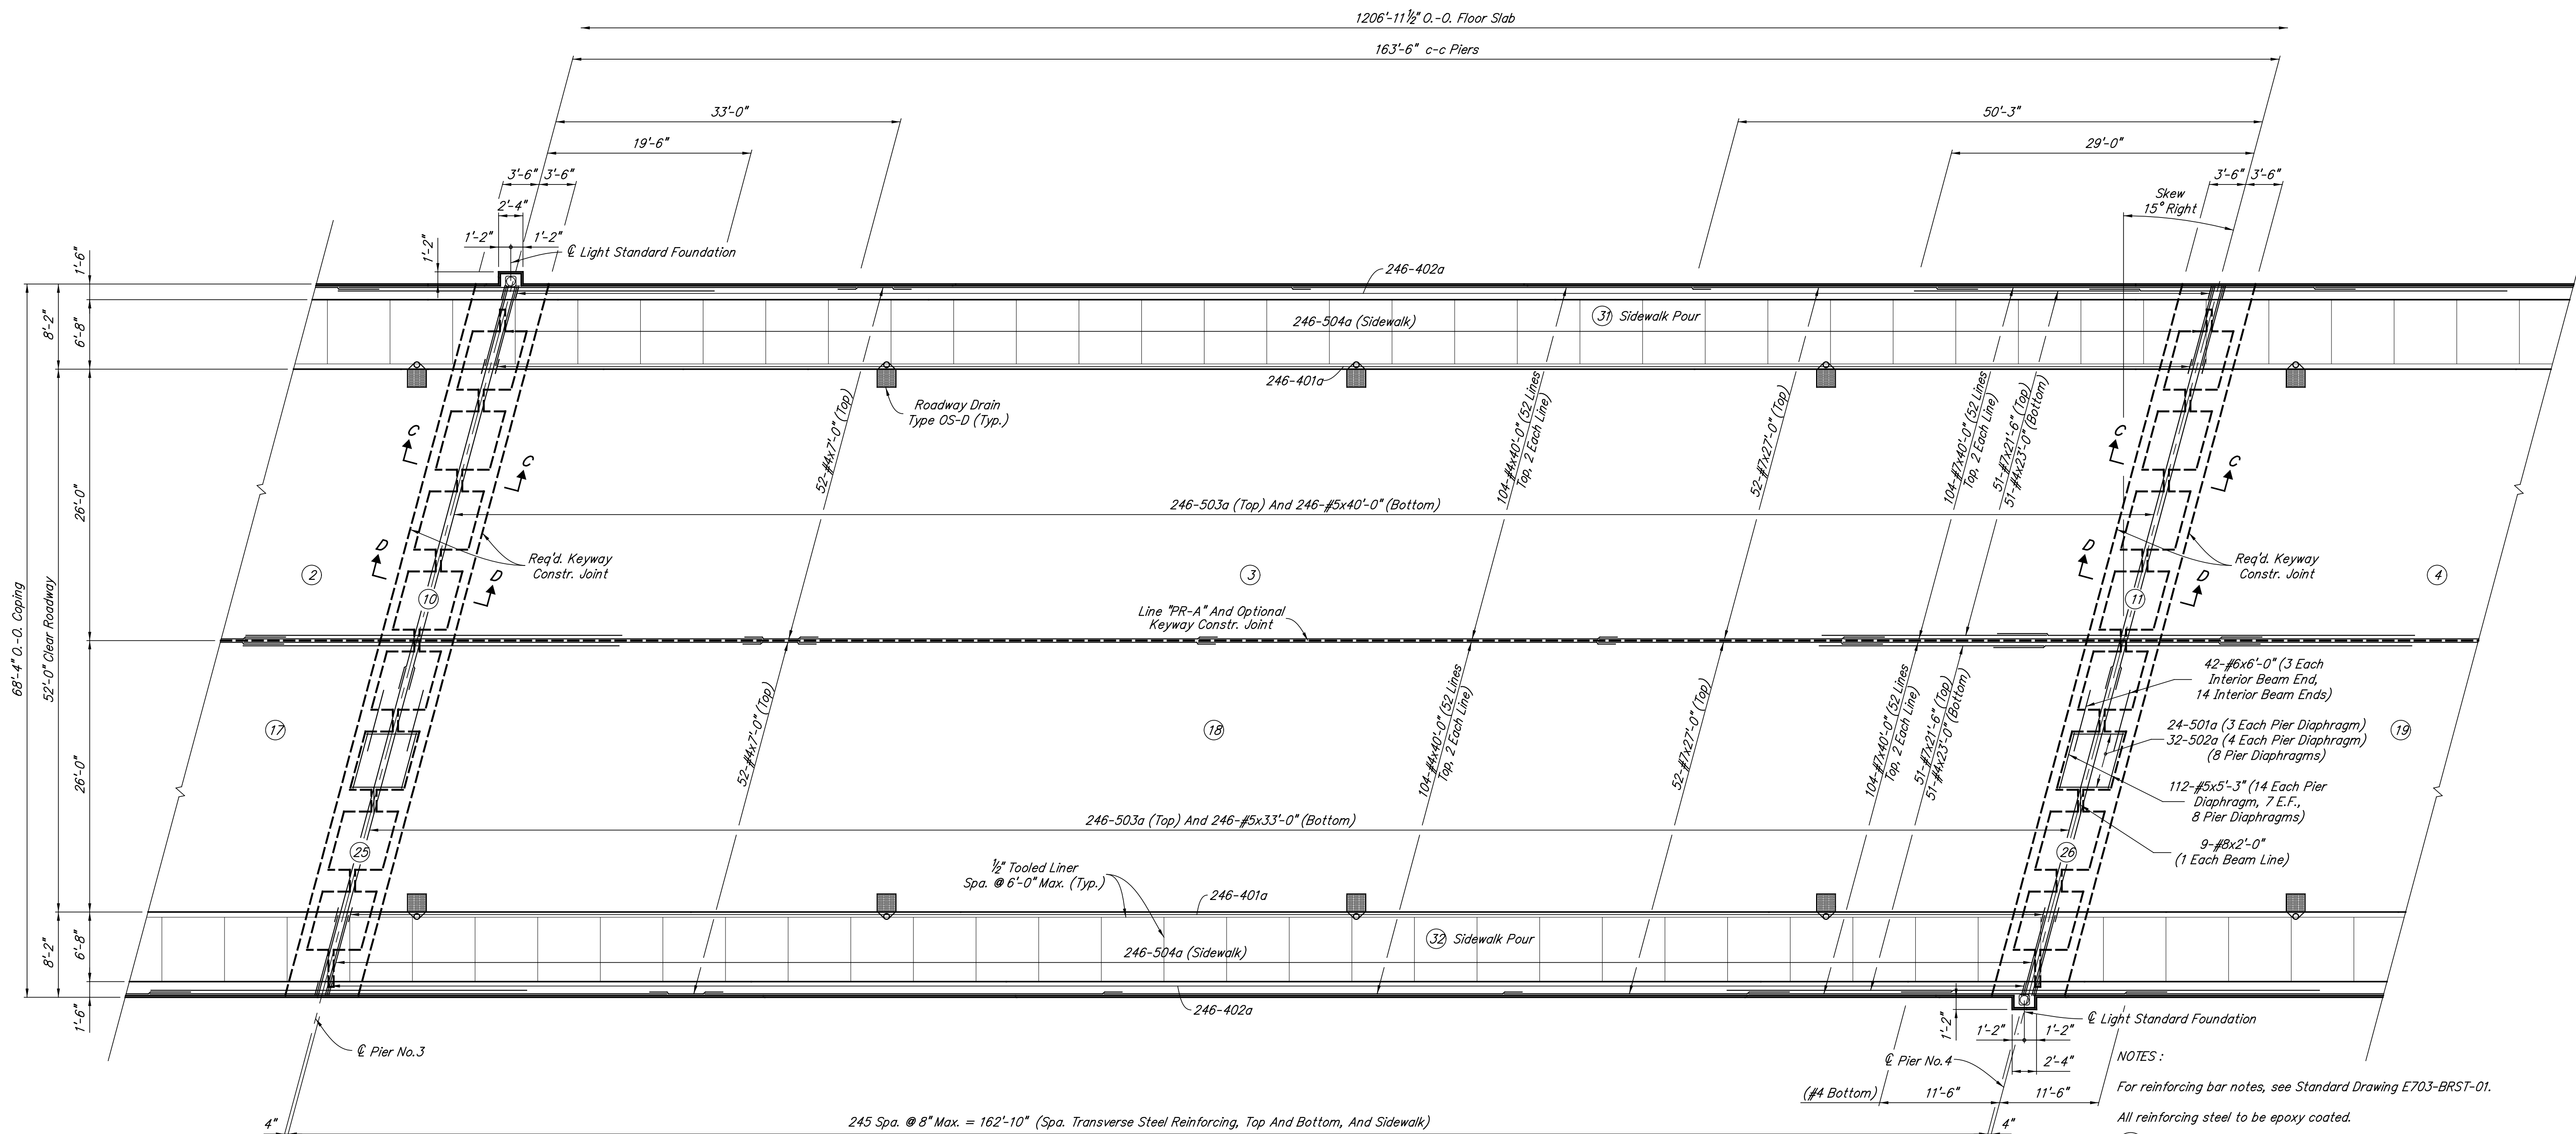 1206'-11½" O.-O. Floor Slab
163'-6" c-c Piers
33'-0"
50'-3"
19'-6"
29'-0"
3'-6" 3'-6"
3'-6" 3'-6"
2'-4"
Skew
15° Right
1'-2" 1'-2"
1'-2"
℄ Light Standard Foundation
1'-6"
246-402a
8'-2"
6'-8"
246-504a (Sidewalk)
31 Sidewalk Pour
246-401a
Roadway Drain
Type OS-D (Typ.)
52-#4x7'-0" (Top)
104-#4x40'-0" (52 Lines
Top, 2 Each Line)
52-#7x27'-0" (Top)
104-#7x40'-0" (52 Lines
Top, 2 Each Line)
51-#7x21'-6" (Top)
51-#4x23'-0" (Bottom)
C
C
C
C
26'-0"
246-503a (Top) And 246-#5x40'-0" (Bottom)
D
D
D
D
Req'd. Keyway
Constr. Joint
Req'd. Keyway
Constr. Joint
68'-4" O.-O. Coping
52'-0" Clear Roadway
2
3
4
10
11
Line "PR-A" And Optional
Keyway Constr. Joint
42-#6x6'-0" (3 Each
Interior Beam End,
14 Interior Beam Ends)
17
18
19
24-501a (3 Each Pier Diaphragm)
32-502a (4 Each Pier Diaphragm)
(8 Pier Diaphragms)
52-#4x7'-0" (Top)
104-#4x40'-0" (52 Lines
Top, 2 Each Line)
52-#7x27'-0" (Top)
104-#7x40'-0" (52 Lines
Top, 2 Each Line)
51-#7x21'-6" (Top)
51-#4x23'-0" (Bottom)
26'-0"
112-#5x5'-3" (14 Each Pier
Diaphragm, 7 E.F.,
8 Pier Diaphragms)
246-503a (Top) And 246-#5x33'-0" (Bottom)
25
26
9-#8x2'-0"
(1 Each Beam Line)
½" Tooled Liner
Spa. @ 6'-0" Max. (Typ.)
246-401a
8'-2"
6'-8"
32 Sidewalk Pour
246-504a (Sidewalk)
246-402a
1'-6"
1'-2"
℄ Light Standard Foundation
1'-2" 1'-2"
℄ Pier No.3
℄ Pier No.4
2'-4"
NOTES :
For reinforcing bar notes, see Standard Drawing E703-BRST-01.
(#4 Bottom)
11'-6"
11'-6"
All reinforcing steel to be epoxy coated.
4"
245 Spa. @ 8" Max. = 162'-10" (Spa. Transverse Steel Reinforcing, Top And Bottom, And Sidewalk)
4"